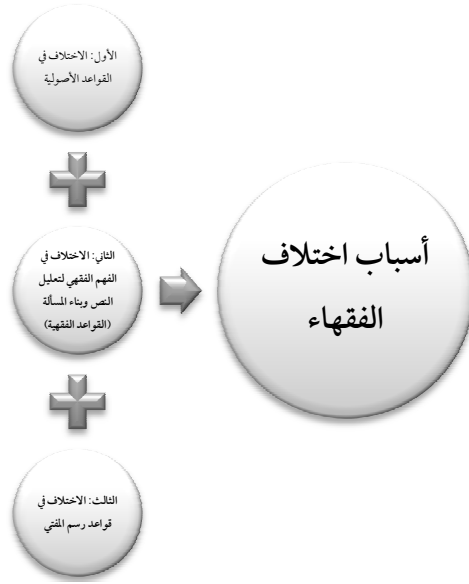 الأول: الاختلاف في
القواعد الأصولية
الثاني: الاختلاف في
الفهم الفقهي لتعليل
النص وبناء المسألة
(القواعد الفقهية)
الثالث: الاختلاف في
قواعد رسم المفتي
أسباب اختلاف
الفقهاء